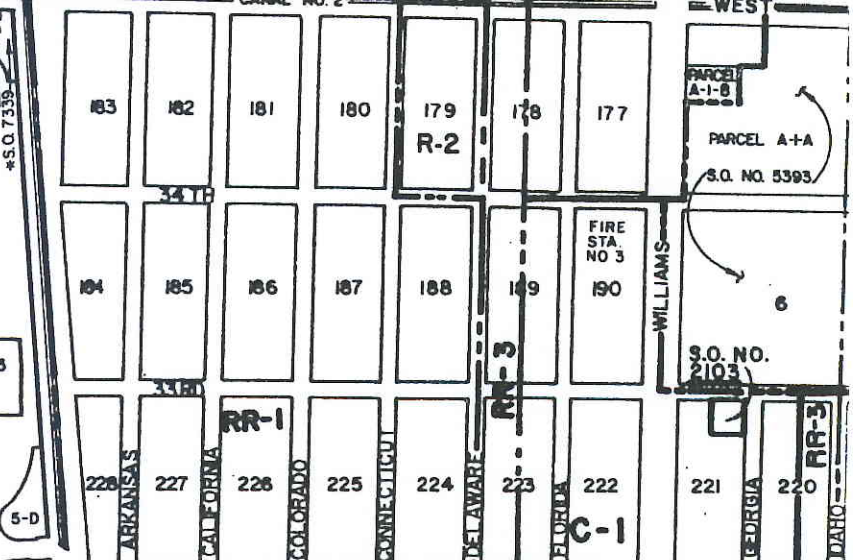 CANAL NO. 2
WEST
183
182
181
180
179
178
177
R-2
PARCEL
A-1-B
PARCEL A-1-A
S.O. NO. 5393
*S.O. 7339
34TH
FIRE
STA.
NO 3
184
185
186
187
188
189
190
WILLIAMS
6
S.O. NO.
2103
33RD
RR-1
RM-3
RR-3
228
227
226
225
224
223
222
221
220
ARKANSAS
CALIFORNIA
COLORADO
CONNECTICUT
DELAWARE
FLORIDA
GEORGIA
IDAHO
C-1
5-D